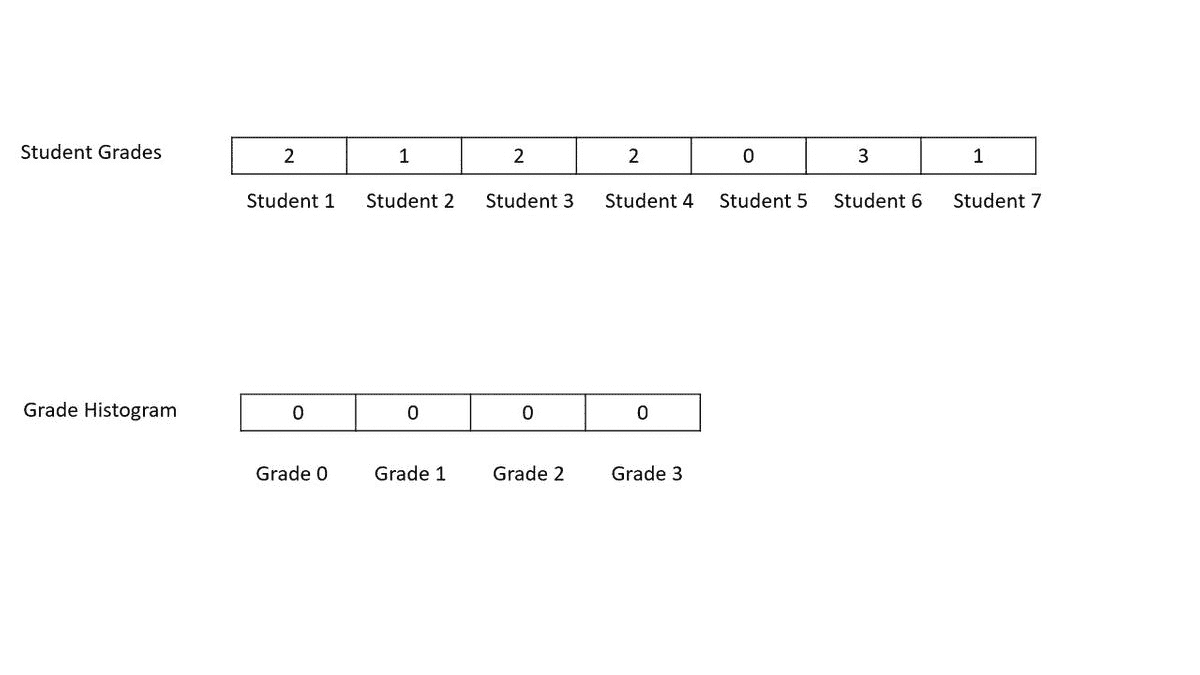 Student Grades 2 1 2 2 0 3 1
Student 1 Student 2 Student 3 Student 4 Student 5 Student 6 Student 7
Grade Histogram 0 0 0 0
Grade 0 Grade 1 Grade 2 Grade 3